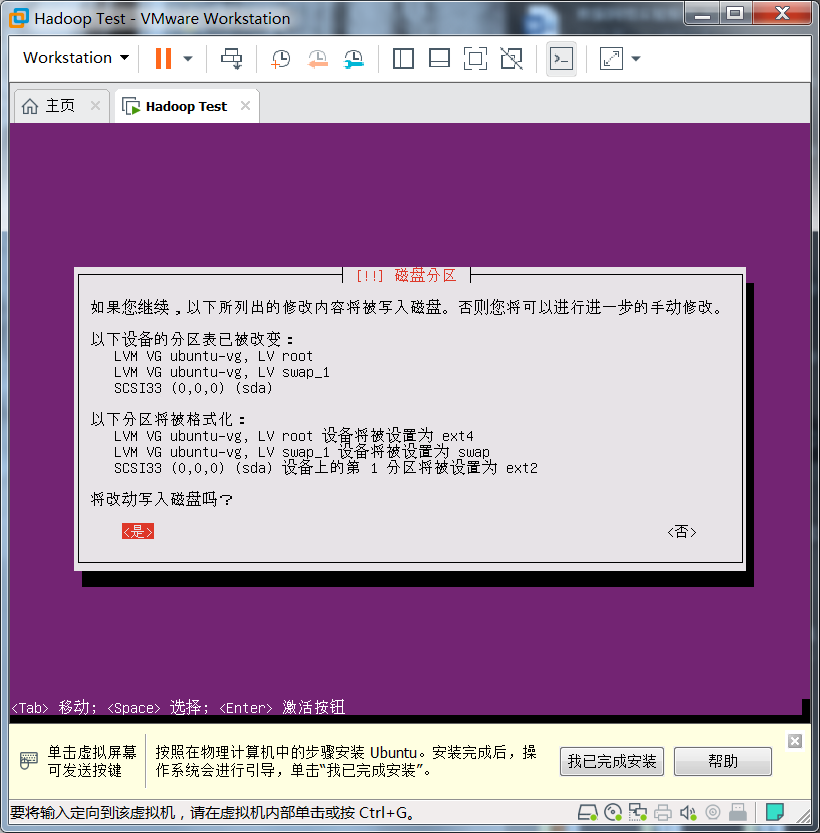 Hadoop Test - VMware Workstation
Workstation
主页
Hadoop Test
[!!] 磁盘分区
如果您继续，以下所列出的修改内容将被写入磁盘。否则您将可以进行进一步的手动修改。
以下设备的分区表已被改变：
LVM VG ubuntu-vg, LV root
LVM VG ubuntu-vg, LV swap_1
SCSI33 (0,0,0) (sda)
以下分区将被格式化：
LVM VG ubuntu-vg, LV root 设备将被设置为 ext4
LVM VG ubuntu-vg, LV swap_1 设备将被设置为 swap
SCSI33 (0,0,0) (sda) 设备上的第 1 分区将被设置为 ext2
将改动写入磁盘吗？
<是> <否>
<Tab> 移动; <Space> 选择; <Enter> 激活按钮
单击虚拟屏幕
可发送按键
按照在物理计算机中的步骤安装 Ubuntu。安装完成后，操
作系统会进行引导，单击“我已完成安装”。
我已完成安装
帮助
要将输入定向到该虚拟机，请在虚拟机内部单击或按 Ctrl+G。